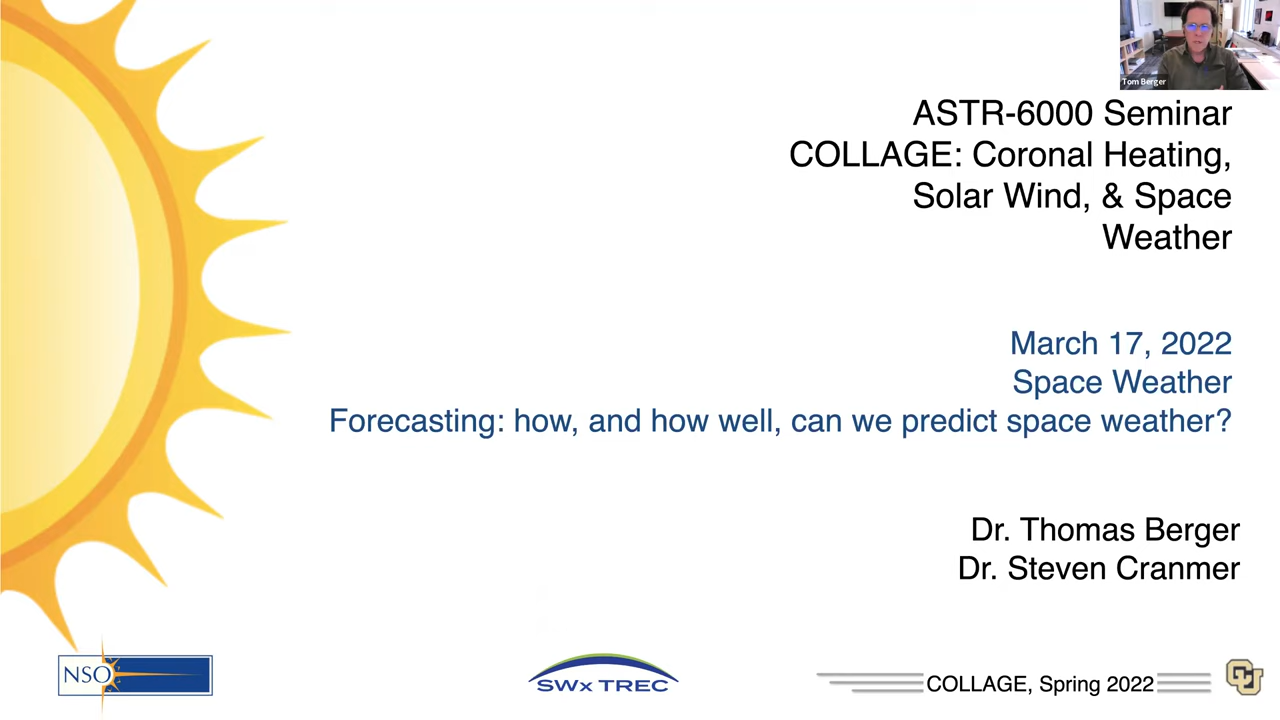 Tom Berger
ASTR-6000 Seminar
COLLAGE: Coronal Heating,
Solar Wind, & Space
Weather
March 17, 2022
Space Weather
Forecasting: how, and how well, can we predict space weather?
Dr. Thomas Berger
Dr. Steven Cranmer
NSO
SWx TREC
COLLAGE, Spring 2022
CU